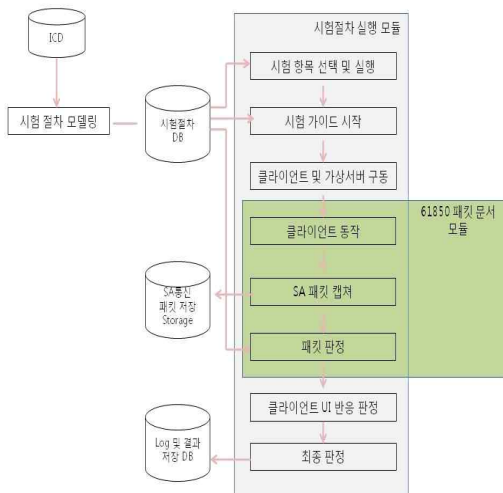 ICD
시험절차 실행 모듈
시험 항목 선택 및 실행
시험 절차 모델링
시험절차
DB
시험 가이드 시작
클라이언트 및 가상서버 구동
61850 패킷 문서
모듈
클라이언트 동작
SA통신
패킷 저장
Storage
SA 패킷 캡쳐
패킷 판정
클라이언트 UI 반응 판정
Log 및 결과
저장 DB
최종 판정